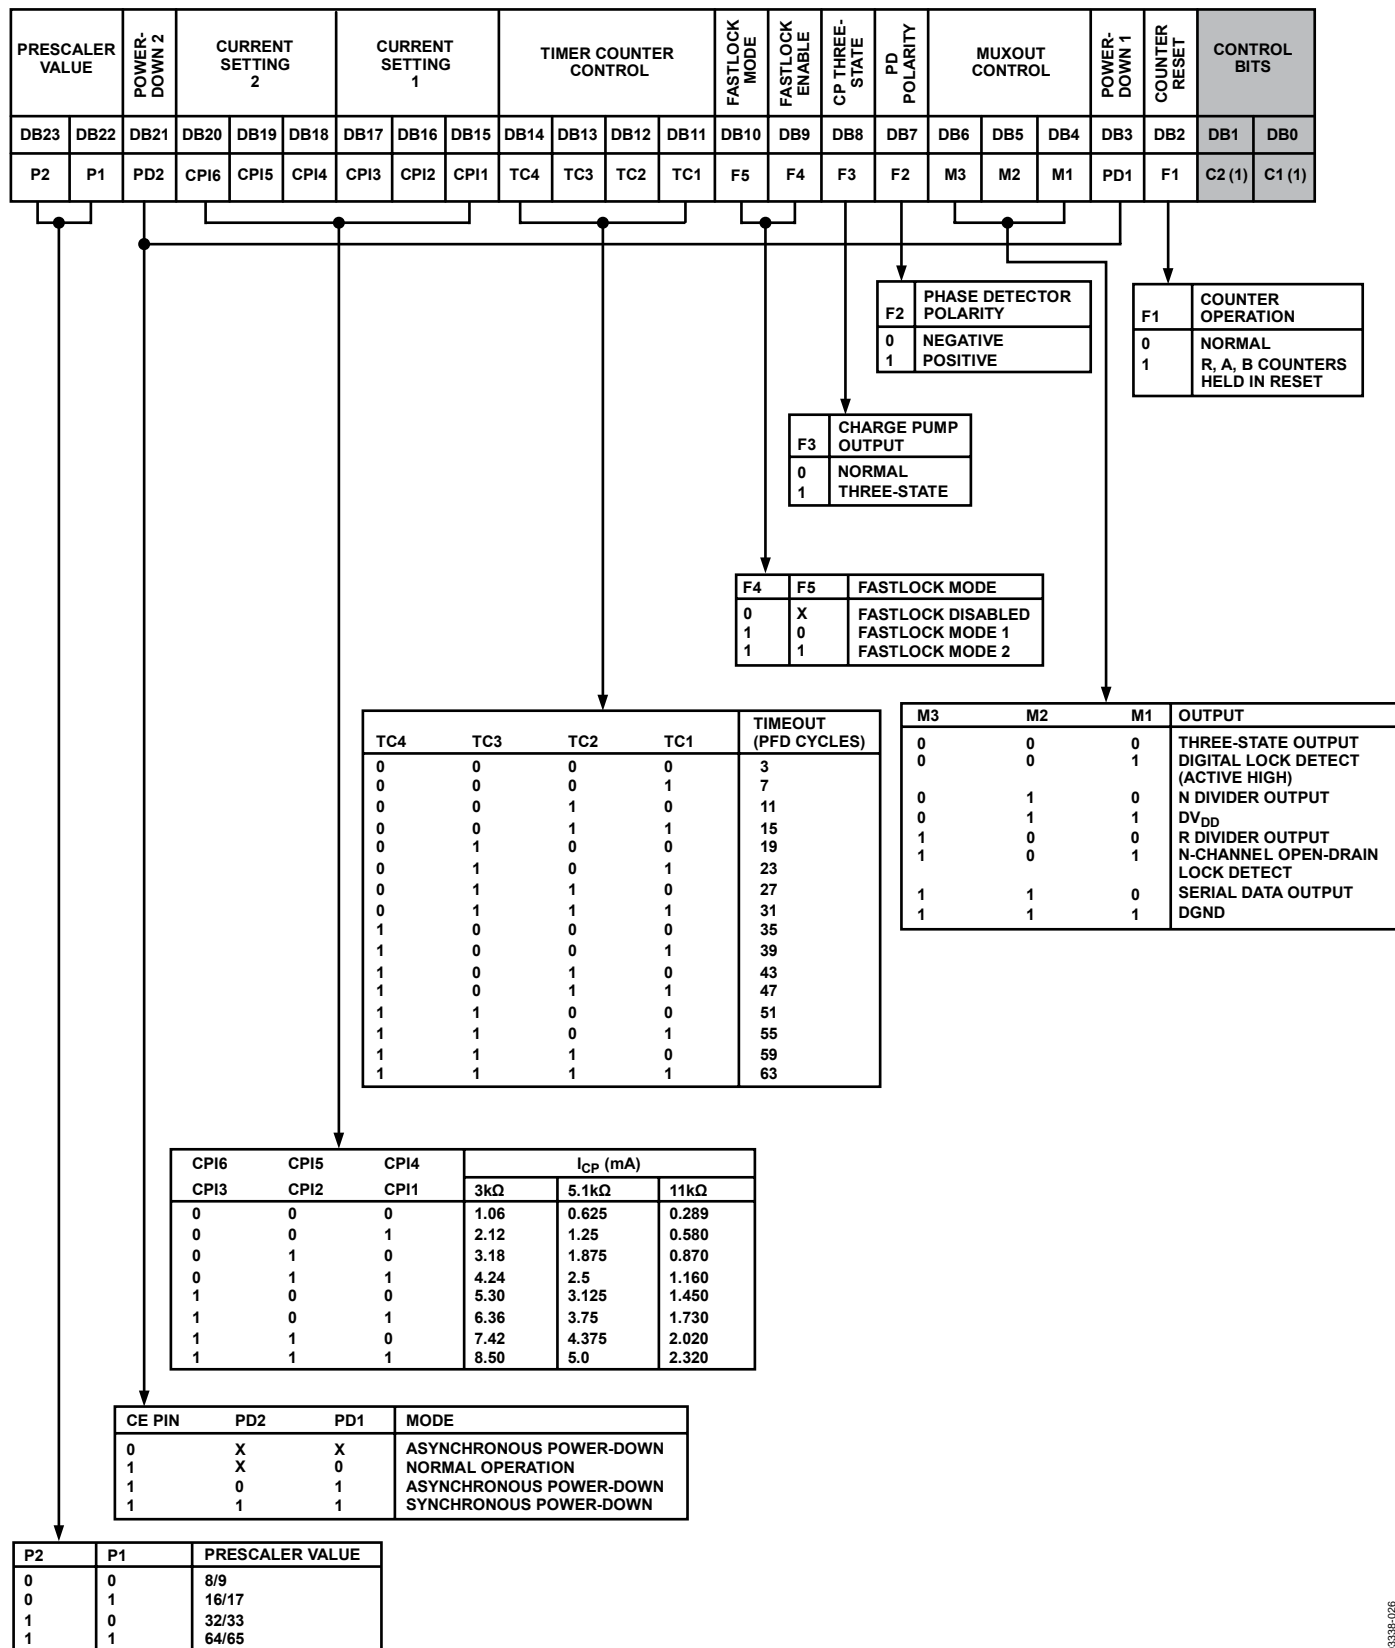 PRESCALER VALUE POWER-DOWN 2 CURRENT SETTING 2 CURRENT SETTING 1 TIMER COUNTER CONTROL FASTLOCK MODE FASTLOCK ENABLE CP THREE-STATE PD POLARITY MUXOUT CONTROL POWER-DOWN 1 COUNTER RESET CONTROL BITS
DB23 DB22 DB21 DB20 DB19 DB18 DB17 DB16 DB15 DB14 DB13 DB12 DB11 DB10 DB9 DB8 DB7 DB6 DB5 DB4 DB3 DB2 DB1 DB0
P2 P1 PD2 CPI6 CPI5 CPI4 CPI3 CPI2 CPI1 TC4 TC3 TC2 TC1 F5 F4 F3 F2 M3 M2 M1 PD1 F1 C2 (1) C1 (1)
F2 PHASE DETECTOR POLARITY
0 NEGATIVE
1 POSITIVE
F1 COUNTER OPERATION
0 NORMAL
1 R, A, B COUNTERS
HELD IN RESET
F3 CHARGE PUMP OUTPUT
0 NORMAL
1 THREE-STATE
F4 F5 FASTLOCK MODE
0 X FASTLOCK DISABLED
1 0 FASTLOCK MODE 1
1 1 FASTLOCK MODE 2
TC4 TC3 TC2 TC1 TIMEOUT (PFD CYCLES)
0 0 0 0 3
0 0 0 1 7
0 0 1 0 11
0 0 1 1 15
0 1 0 0 19
0 1 0 1 23
0 1 1 0 27
0 1 1 1 31
1 0 0 0 35
1 0 0 1 39
1 0 1 0 43
1 0 1 1 47
1 1 0 0 51
1 1 0 1 55
1 1 1 0 59
1 1 1 1 63
M3 M2 M1 OUTPUT
0 0 0 THREE-STATE OUTPUT
0 0 1 DIGITAL LOCK DETECT
(ACTIVE HIGH)
0 1 0 N DIVIDER OUTPUT
0 1 1 DVDD
1 0 0 R DIVIDER OUTPUT
1 0 1 N-CHANNEL OPEN-DRAIN
LOCK DETECT
1 1 0 SERIAL DATA OUTPUT
1 1 1 DGND
CPI6 CPI5 CPI4 ICP (mA)
CPI3 CPI2 CPI1 3kΩ 5.1kΩ 11kΩ
0 0 0 1.06 0.625 0.289
0 0 1 2.12 1.25 0.580
0 1 0 3.18 1.875 0.870
0 1 1 4.24 2.5 1.160
1 0 0 5.30 3.125 1.450
1 0 1 6.36 3.75 1.730
1 1 0 7.42 4.375 2.020
1 1 1 8.50 5.0 2.320
CE PIN PD2 PD1 MODE
0 X X ASYNCHRONOUS POWER-DOWN
1 X 0 NORMAL OPERATION
1 0 1 ASYNCHRONOUS POWER-DOWN
1 1 1 SYNCHRONOUS POWER-DOWN
P2 P1 PRESCALER VALUE
0 0 8/9
0 1 16/17
1 0 32/33
1 1 64/65